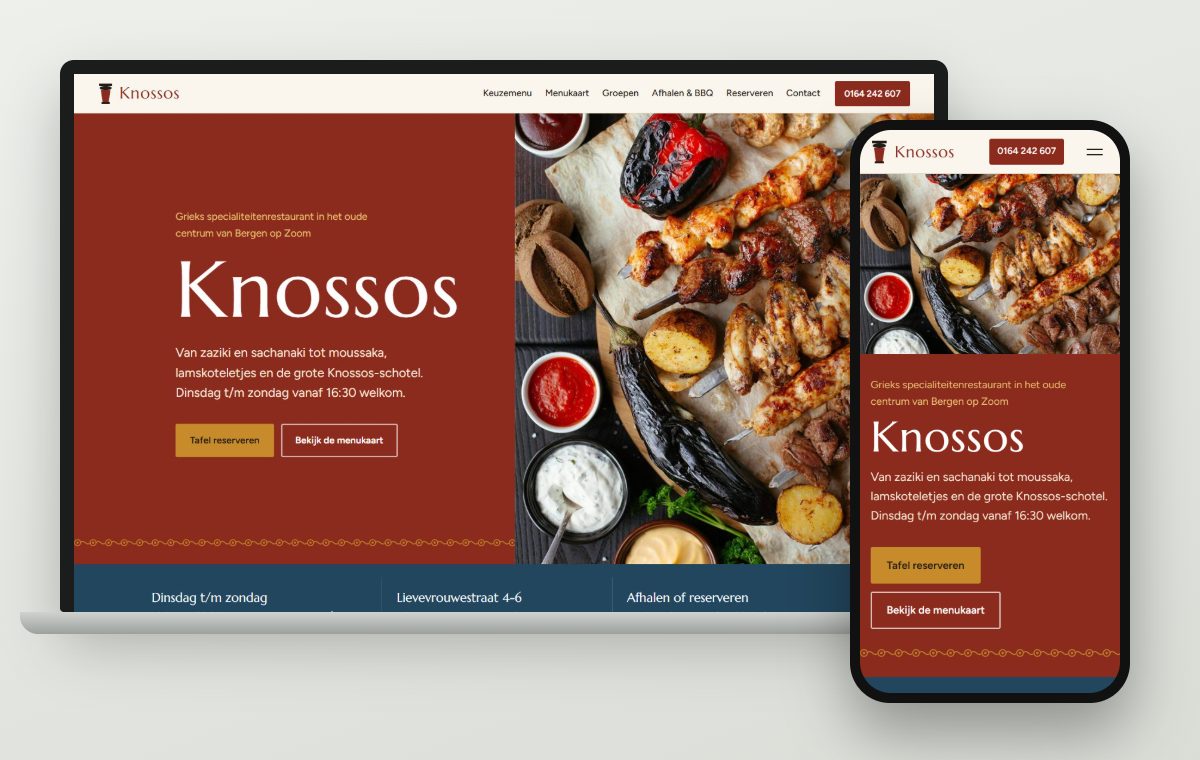 Knossos
Keuzemenu Menukaart Groepen Afhalen & BBQ Reserveren Contact 0164 242 607
Grieks specialiteitenrestaurant in het oude
centrum van Bergen op Zoom
Knossos
Van zaziki en sachanaki tot moussaka,
lamskoteletjes en de grote Knossos-schotel.
Dinsdag t/m zondag vanaf 16:30 welkom.
Tafel reserveren Bekijk de menukaart
Dinsdag t/m zondag Lievevrouwestraat 4-6 Afhalen of reserveren
Knossos 0164 242 607
Grieks specialiteitenrestaurant in het oude
centrum van Bergen op Zoom
Knossos
Van zaziki en sachanaki tot moussaka,
lamskoteletjes en de grote Knossos-schotel.
Dinsdag t/m zondag vanaf 16:30 welkom.
Tafel reserveren
Bekijk de menukaart